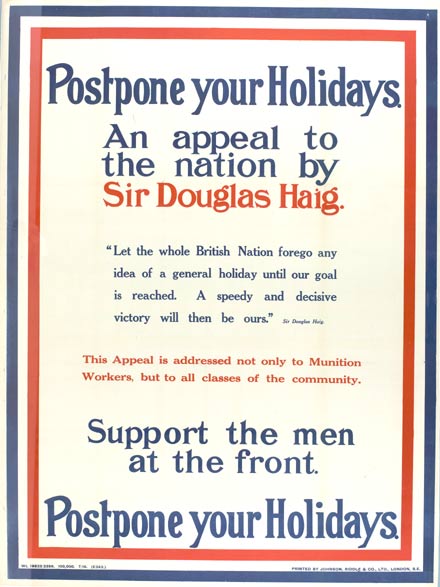 Postpone your Holidays.
An appeal to
the nation by
Sir Douglas Haig.
"Let the whole British Nation forego any
idea of a general holiday until our goal
is reached. A speedy and decisive
victory will then be ours." Sir Douglas Haig.
This Appeal is addressed not only to Munition
Workers, but to all classes of the community.
Support the men
at the front.
Postpone your Holidays.
PRINTED BY JOHNSON, RIDDLE & CO., LTD., LONDON, S.E.